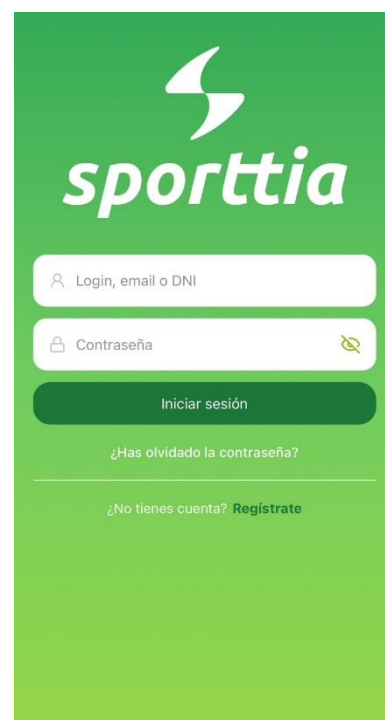 sporttia
Login, email o DNI
Contraseña
Iniciar sesión
¿Has olvidado la contraseña?
¿No tienes cuenta? Regístrate